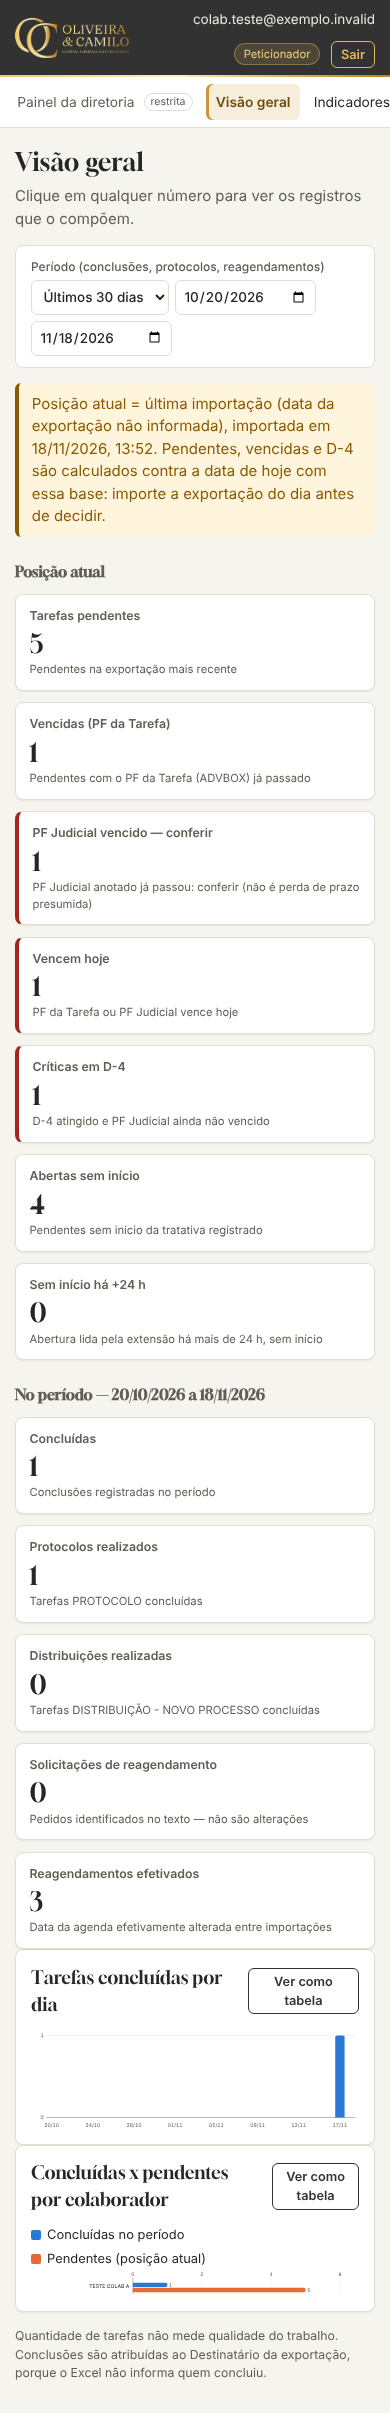 OLIVEIRA
& CAMILO
colab.teste@exemplo.invalid
Peticionador
Sair
Painel da diretoria
restrita
Visão geral
Indicadores
Visão geral
Clique em qualquer número para ver os registros
que o compõem.
Período (conclusões, protocolos, reagendamentos)
Últimos 30 dias
10/20/2026
11/18/2026
Posição atual = última importação (data da
exportação não informada), importada em
18/11/2026, 13:52. Pendentes, vencidas e D-4
são calculados contra a data de hoje com
essa base: importe a exportação do dia antes
de decidir.
Posição atual
Tarefas pendentes
5
Pendentes na exportação mais recente
Vencidas (PF da Tarefa)
1
Pendentes com o PF da Tarefa (ADVBOX) já passado
PF Judicial vencido — conferir
1
PF Judicial anotado já passou: conferir (não é perda de prazo
presumida)
Vencem hoje
1
PF da Tarefa ou PF Judicial vence hoje
Críticas em D-4
1
D-4 atingido e PF Judicial ainda não vencido
Abertas sem início
4
Pendentes sem início da tratativa registrado
Sem início há +24 h
0
Abertura lida pela extensão há mais de 24 h, sem início
No período — 20/10/2026 a 18/11/2026
Concluídas
1
Conclusões registradas no período
Protocolos realizados
1
Tarefas PROTOCOLO concluídas
Distribuições realizadas
0
Tarefas DISTRIBUIÇÃO - NOVO PROCESSO concluídas
Solicitações de reagendamento
0
Pedidos identificados no texto — não são alterações
Reagendamentos efetivados
3
Data da agenda efetivamente alterada entre importações
Tarefas concluídas por
dia
Ver como
tabela
1
0
20/10 24/10 28/10 01/11 05/11 09/11 13/11 17/11
Concluídas x pendentes
por colaborador
Ver como
tabela
Concluídas no período
Pendentes (posição atual)
0 2 4 6
TESTE COLAB A
1
5
Quantidade de tarefas não mede qualidade do trabalho.
Conclusões são atribuídas ao Destinatário da exportação,
porque o Excel não informa quem concluiu.